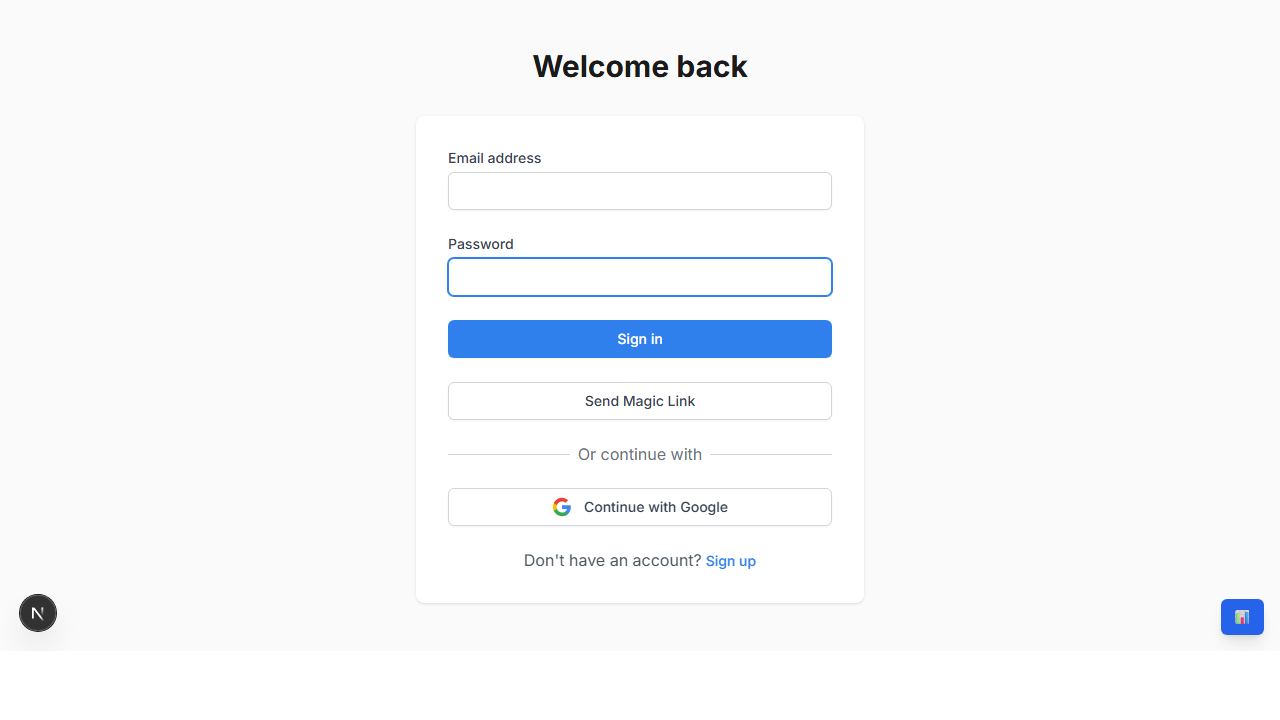 Welcome back
Email address
Password
Sign in
Send Magic Link
Or continue with
Continue with Google
Don't have an account? Sign up
N